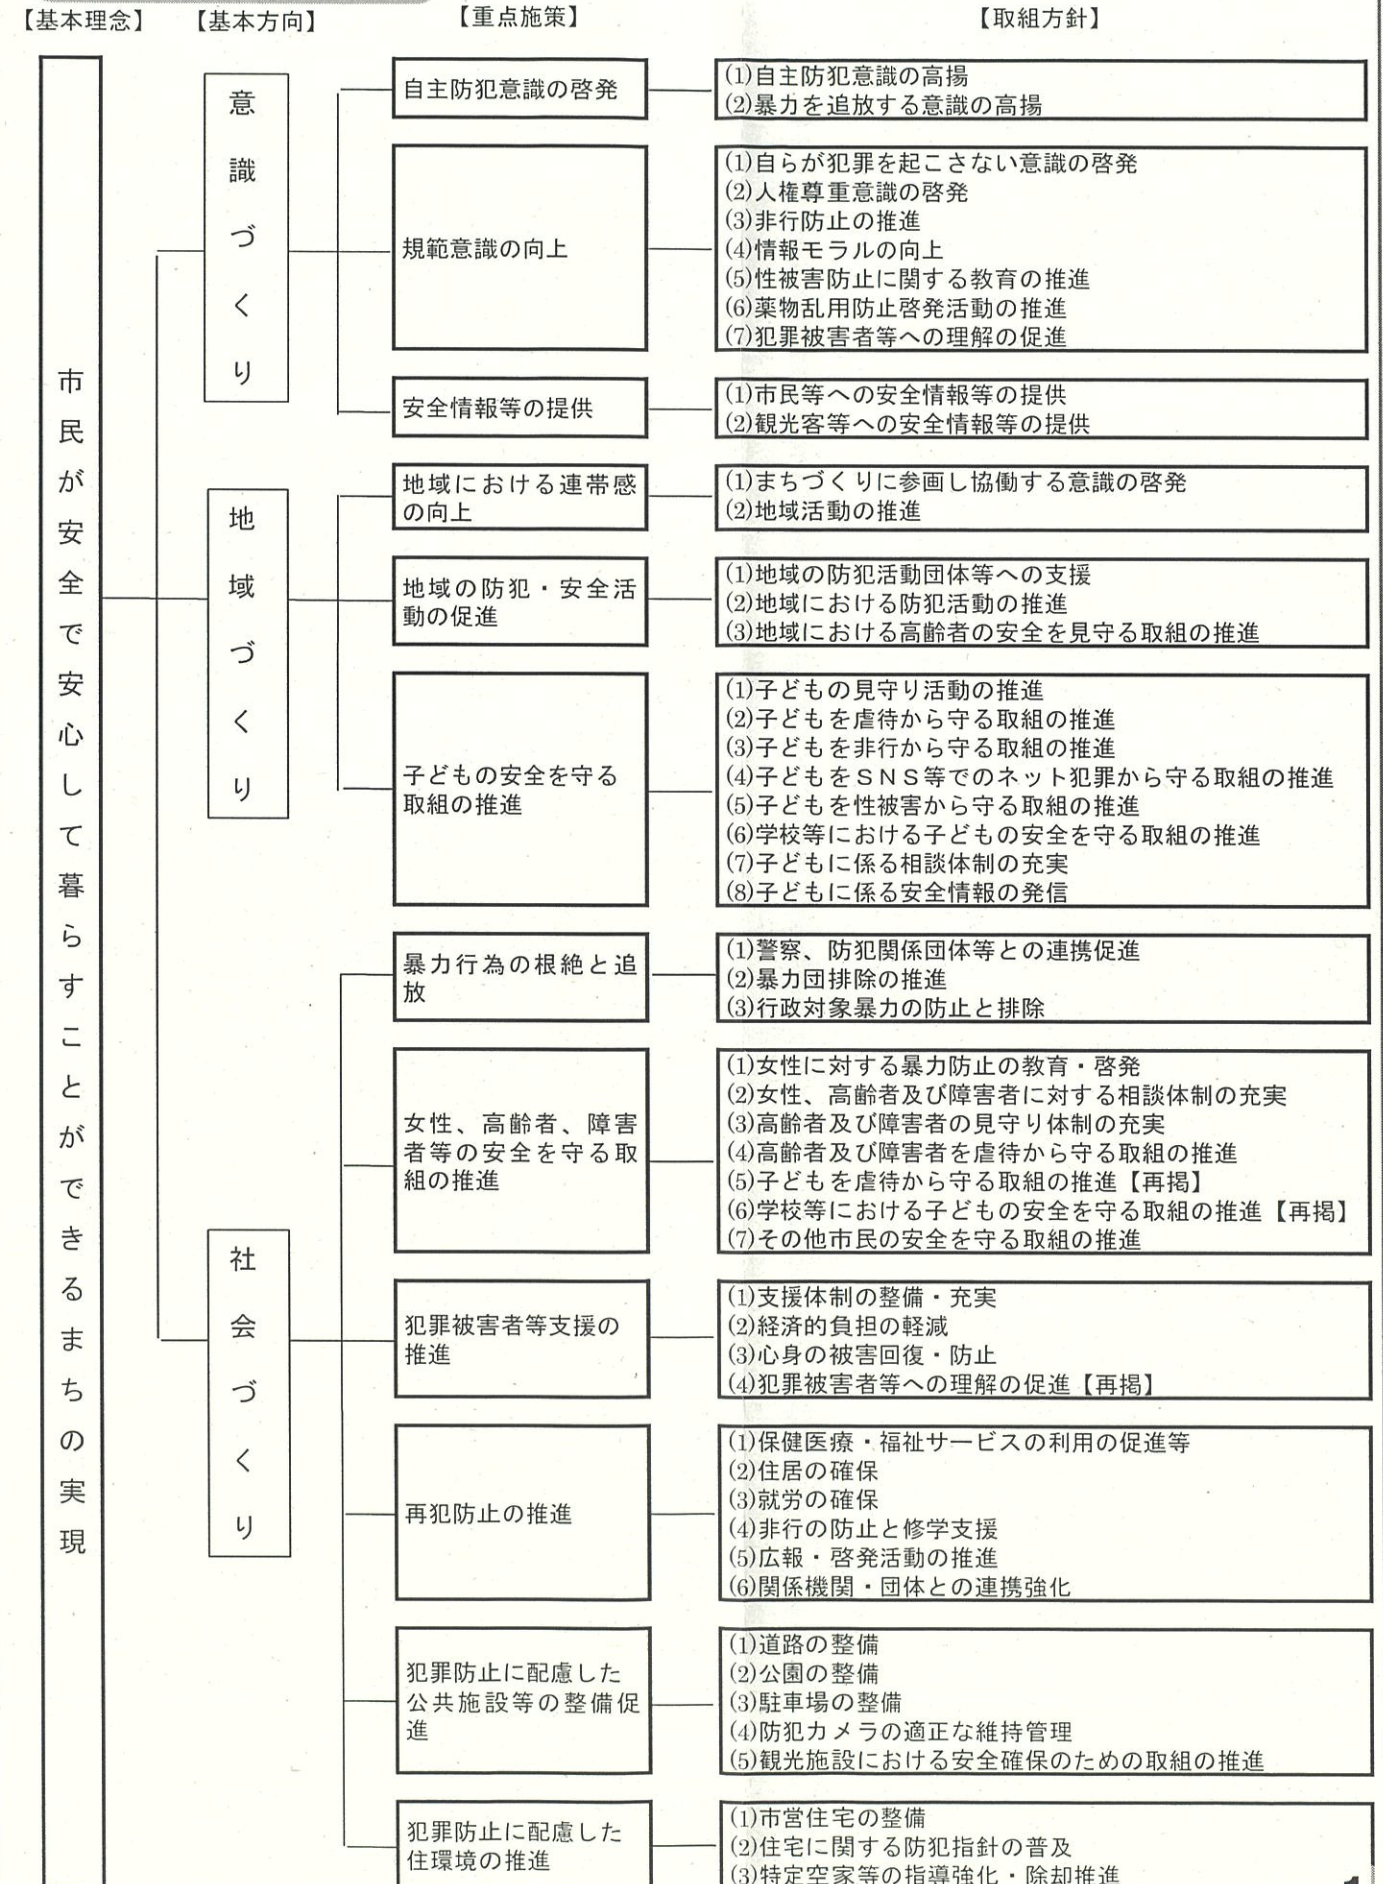 【基本理念】 【基本方向】 【重点施策】 【取組方針】
市民が安全で安心して暮らすことができるまちの実現
意識づくり
自主防犯意識の啓発
(1)自主防犯意識の高揚
(2)暴力を追放する意識の高揚
規範意識の向上
(1)自らが犯罪を起こさない意識の啓発
(2)人権尊重意識の啓発
(3)非行防止の推進
(4)情報モラルの向上
(5)性被害防止に関する教育の推進
(6)薬物乱用防止啓発活動の推進
(7)犯罪被害者等への理解の促進
安全情報等の提供
(1)市民等への安全情報等の提供
(2)観光客等への安全情報等の提供
地域づくり
地域における連帯感
の向上
(1)まちづくりに参画し協働する意識の啓発
(2)地域活動の推進
地域の防犯・安全活
動の促進
(1)地域の防犯活動団体等への支援
(2)地域における防犯活動の推進
(3)地域における高齢者の安全を見守る取組の推進
子どもの安全を守る
取組の推進
(1)子どもの見守り活動の推進
(2)子どもを虐待から守る取組の推進
(3)子どもを非行から守る取組の推進
(4)子どもをSNS等でのネット犯罪から守る取組の推進
(5)子どもを性被害から守る取組の推進
(6)学校等における子どもの安全を守る取組の推進
(7)子どもに係る相談体制の充実
(8)子どもに係る安全情報の発信
社会づくり
暴力行為の根絶と追
放
(1)警察、防犯関係団体等との連携促進
(2)暴力団排除の推進
(3)行政対象暴力の防止と排除
女性、高齢者、障害
者等の安全を守る取
組の推進
(1)女性に対する暴力防止の教育・啓発
(2)女性、高齢者及び障害者に対する相談体制の充実
(3)高齢者及び障害者の見守り体制の充実
(4)高齢者及び障害者を虐待から守る取組の推進
(5)子どもを虐待から守る取組の推進【再掲】
(6)学校等における子どもの安全を守る取組の推進【再掲】
(7)その他市民の安全を守る取組の推進
犯罪被害者等支援の
推進
(1)支援体制の整備・充実
(2)経済的負担の軽減
(3)心身の被害回復・防止
(4)犯罪被害者等への理解の促進【再掲】
再犯防止の推進
(1)保健医療・福祉サービスの利用の促進等
(2)住居の確保
(3)就労の確保
(4)非行の防止と修学支援
(5)広報・啓発活動の推進
(6)関係機関・団体との連携強化
犯罪防止に配慮した
公共施設等の整備促
進
(1)道路の整備
(2)公園の整備
(3)駐車場の整備
(4)防犯カメラの適正な維持管理
(5)観光施設における安全確保のための取組の推進
犯罪防止に配慮した
住環境の推進
(1)市営住宅の整備
(2)住宅に関する防犯指針の普及
(3)特定空家等の指導強化・除却推進